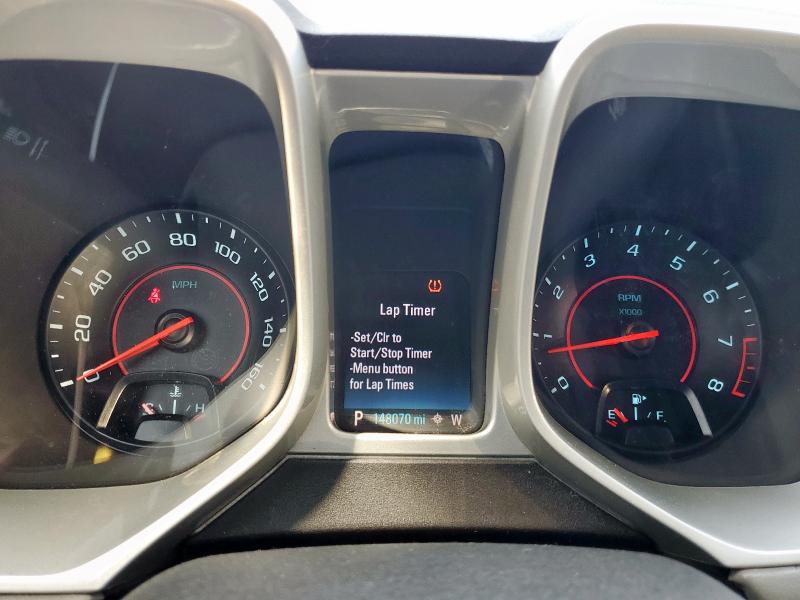 0 20 40 60 80 100 120 140 160
MPH
C H
Lap Timer
-Set/Clr to
Start/Stop Timer
-Menu button
for Lap Times
P 148070 mi W
0 1 2 3 4 5 6 7 8
RPM
X1000
E F